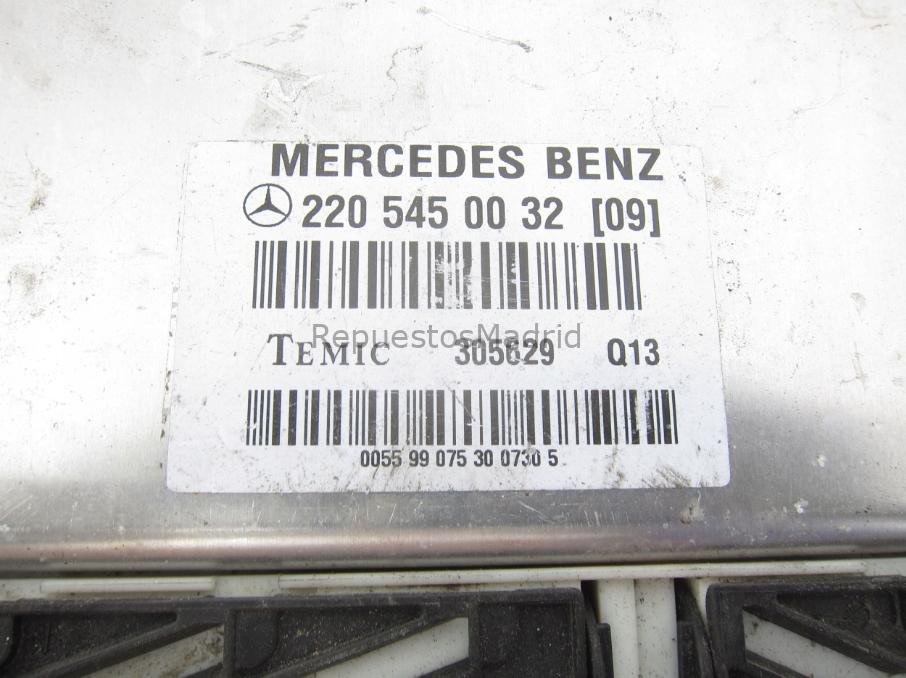 MERCEDES BENZ
220 545 00 32 [09]
RepuestosMadrid
TEMIC 305629 Q13
0055 99 075 30 0730 5